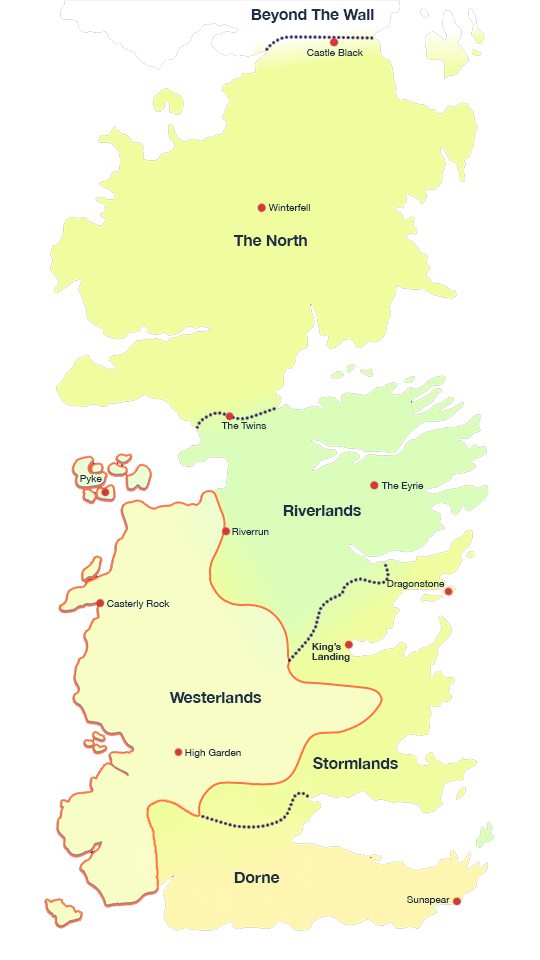 Beyond The Wall
Castle Black
Winterfell
The North
The Twins
Pyke
The Eyrie
Riverlands
Riverrun
Dragonstone
Casterly Rock
King's
Landing
Westerlands
High Garden
Stormlands
Dorne
Sunspear